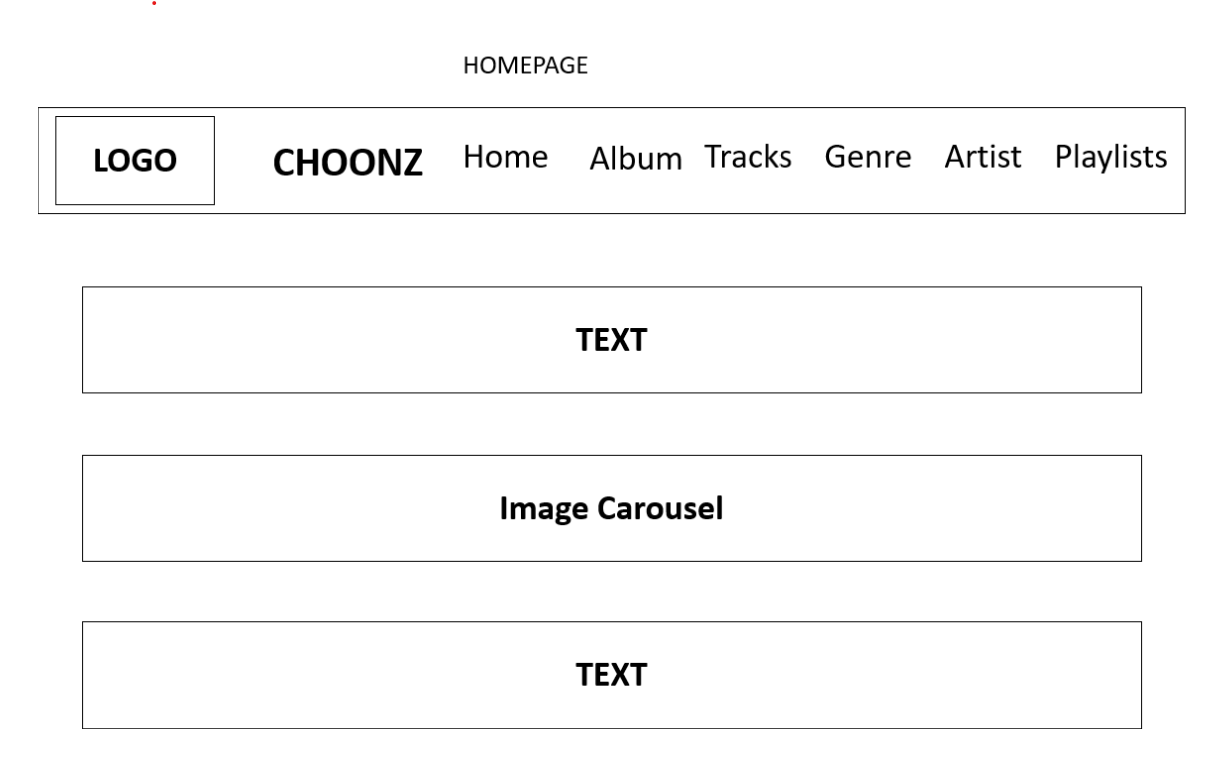 HOMEPAGE
LOGO CHOONZ Home Album Tracks Genre Artist Playlists
TEXT
Image Carousel
TEXT